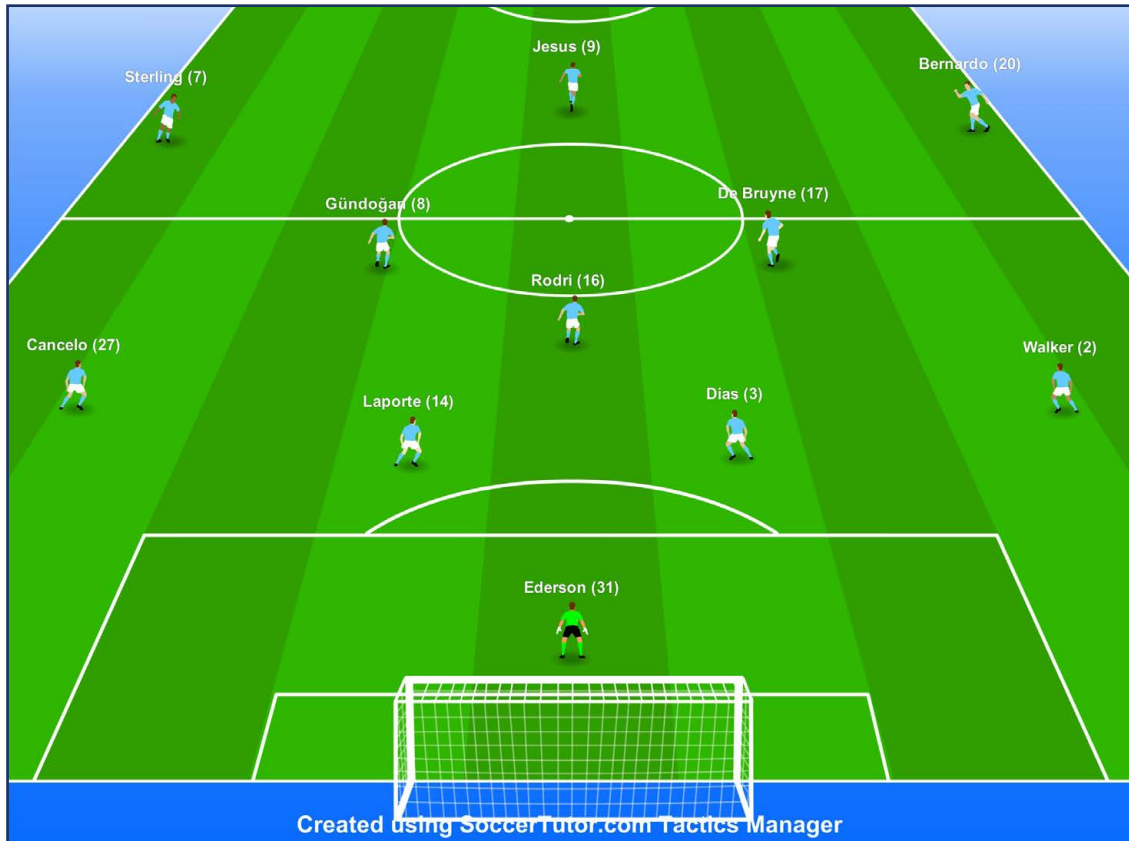 Jesus (9)
Sterling (7)
Bernardo (20)
Gündoğan (8)
De Bruyne (17)
Rodri (16)
Cancelo (27)
Walker (2)
Laporte (14)
Dias (3)
Ederson (31)
Created using SoccerTutor.com Tactics Manager